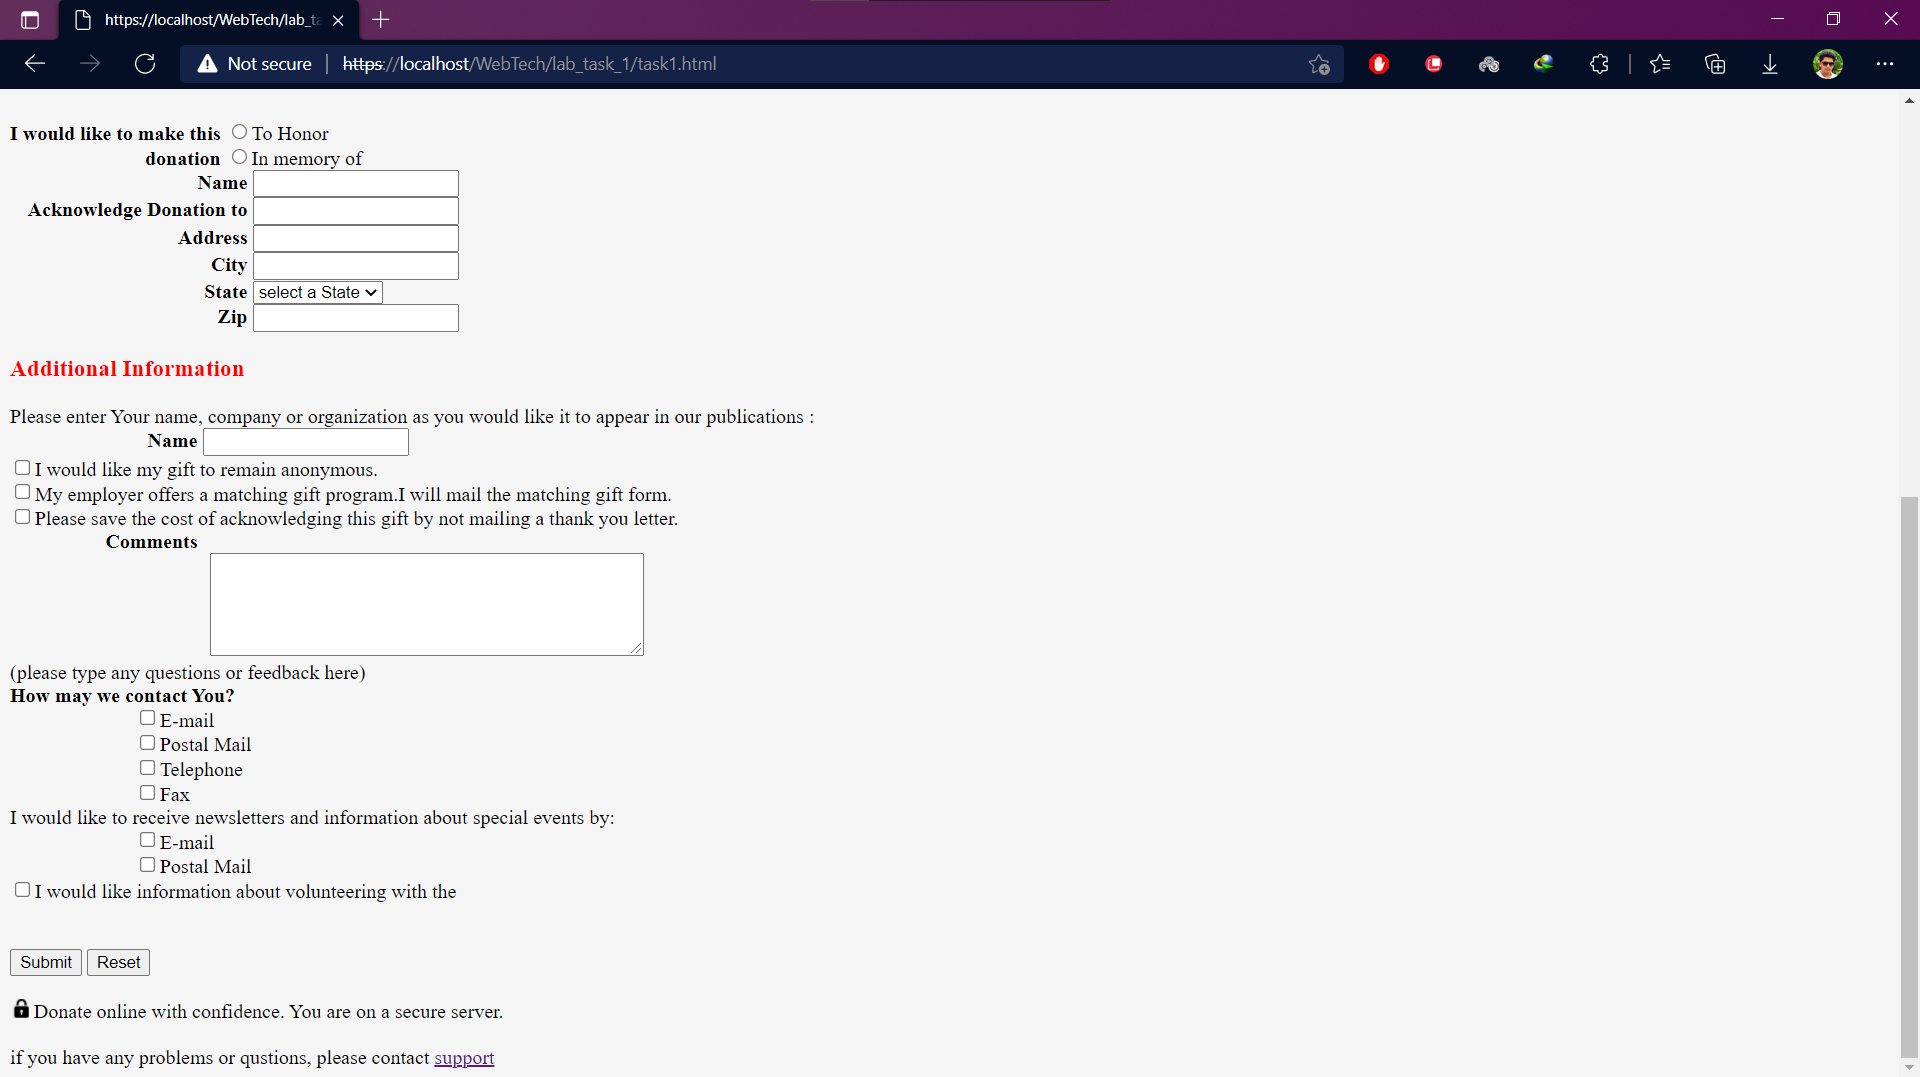 https://localhost/WebTech/lab_ta
Not secure
https://localhost/WebTech/lab_task_1/task1.html
I would like to make this donation
To Honor
In memory of
Name
Acknowledge Donation to
Address
City
State select a State
Zip
Additional Information
Please enter Your name, company or organization as you would like it to appear in our publications :
Name
I would like my gift to remain anonymous.
My employer offers a matching gift program.I will mail the matching gift form.
Please save the cost of acknowledging this gift by not mailing a thank you letter.
Comments
(please type any questions or feedback here)
How may we contact You?
E-mail
Postal Mail
Telephone
Fax
I would like to receive newsletters and information about special events by:
E-mail
Postal Mail
I would like information about volunteering with the
Submit Reset
Donate online with confidence. You are on a secure server.
if you have any problems or qustions, please contact support